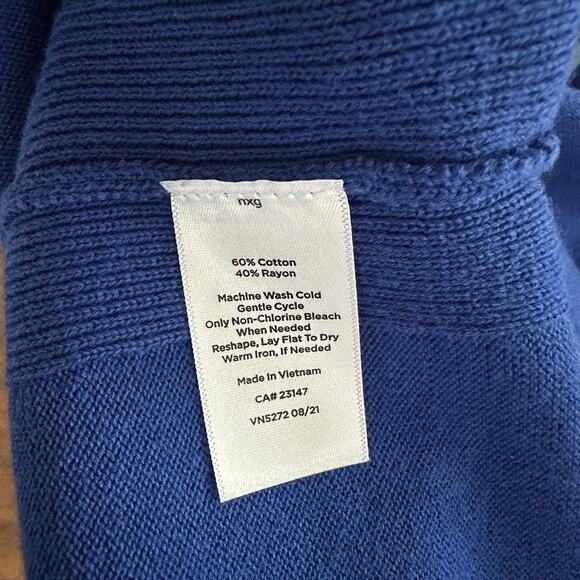 nxg
60% Cotton
40% Rayon
Machine Wash Cold
Gentle Cycle
Only Non-Chlorine Bleach
When Needed
Reshape, Lay Flat To Dry
Warm Iron, If Needed
Made In Vietnam
CA# 23147
VN5272 08/21